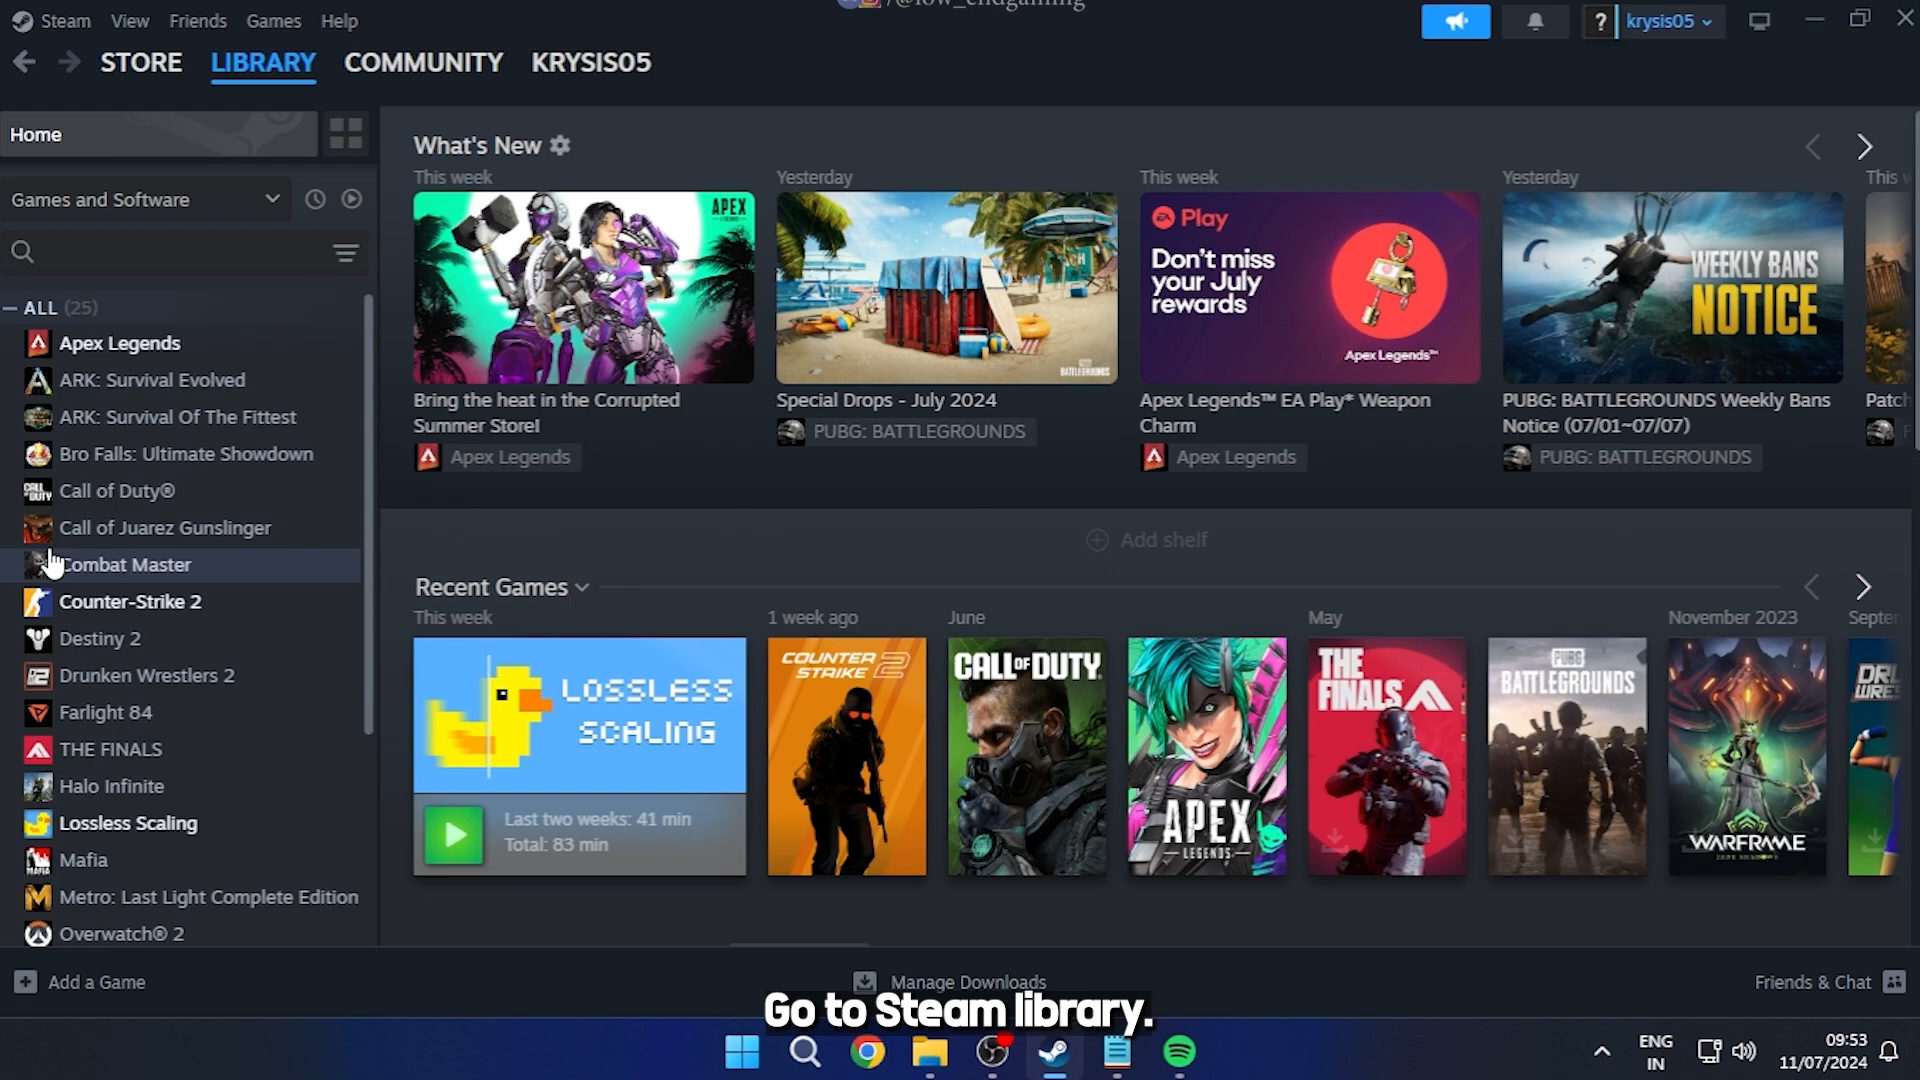 /@low_endgaming
Steam View Friends Games Help
? krysis05
STORE LIBRARY COMMUNITY KRYSIS05
Home
Games and Software
— ALL (25)
Apex Legends
ARK: Survival Evolved
ARK: Survival Of The Fittest
Bro Falls: Ultimate Showdown
Call of Duty®
Call of Juarez Gunslinger
Combat Master
Counter-Strike 2
Destiny 2
Drunken Wrestlers 2
Farlight 84
THE FINALS
Halo Infinite
Lossless Scaling
Mafia
Metro: Last Light Complete Edition
Overwatch® 2
What's New
This week
APEX
Bring the heat in the Corrupted
Summer Store!
Apex Legends
Yesterday
BATTLEGROUNDS
Special Drops - July 2024
PUBG: BATTLEGROUNDS
This week
EA Play
Don't miss
your July
rewards
Apex Legends™
Apex Legends™ EA Play* Weapon
Charm
Apex Legends
Yesterday
WEEKLY BANS
NOTICE
PUBG: BATTLEGROUNDS Weekly Bans
Notice (07/01~07/07)
PUBG: BATTLEGROUNDS
This w
Patch
Add shelf
Recent Games
This week
LOSSLESS
SCALING
Last two weeks: 41 min
Total: 83 min
1 week ago
COUNTER
STRIKE 2
June
CALL OF DUTY
APEX
LEGENDS
May
THE
FINALS
PUBG
BATTLEGROUNDS
November 2023
WARFRAME
Septem
DRU
WRES
Add a Game
Manage Downloads
Friends & Chat
Go to Steam library.
ENG
IN
09:53
11/07/2024